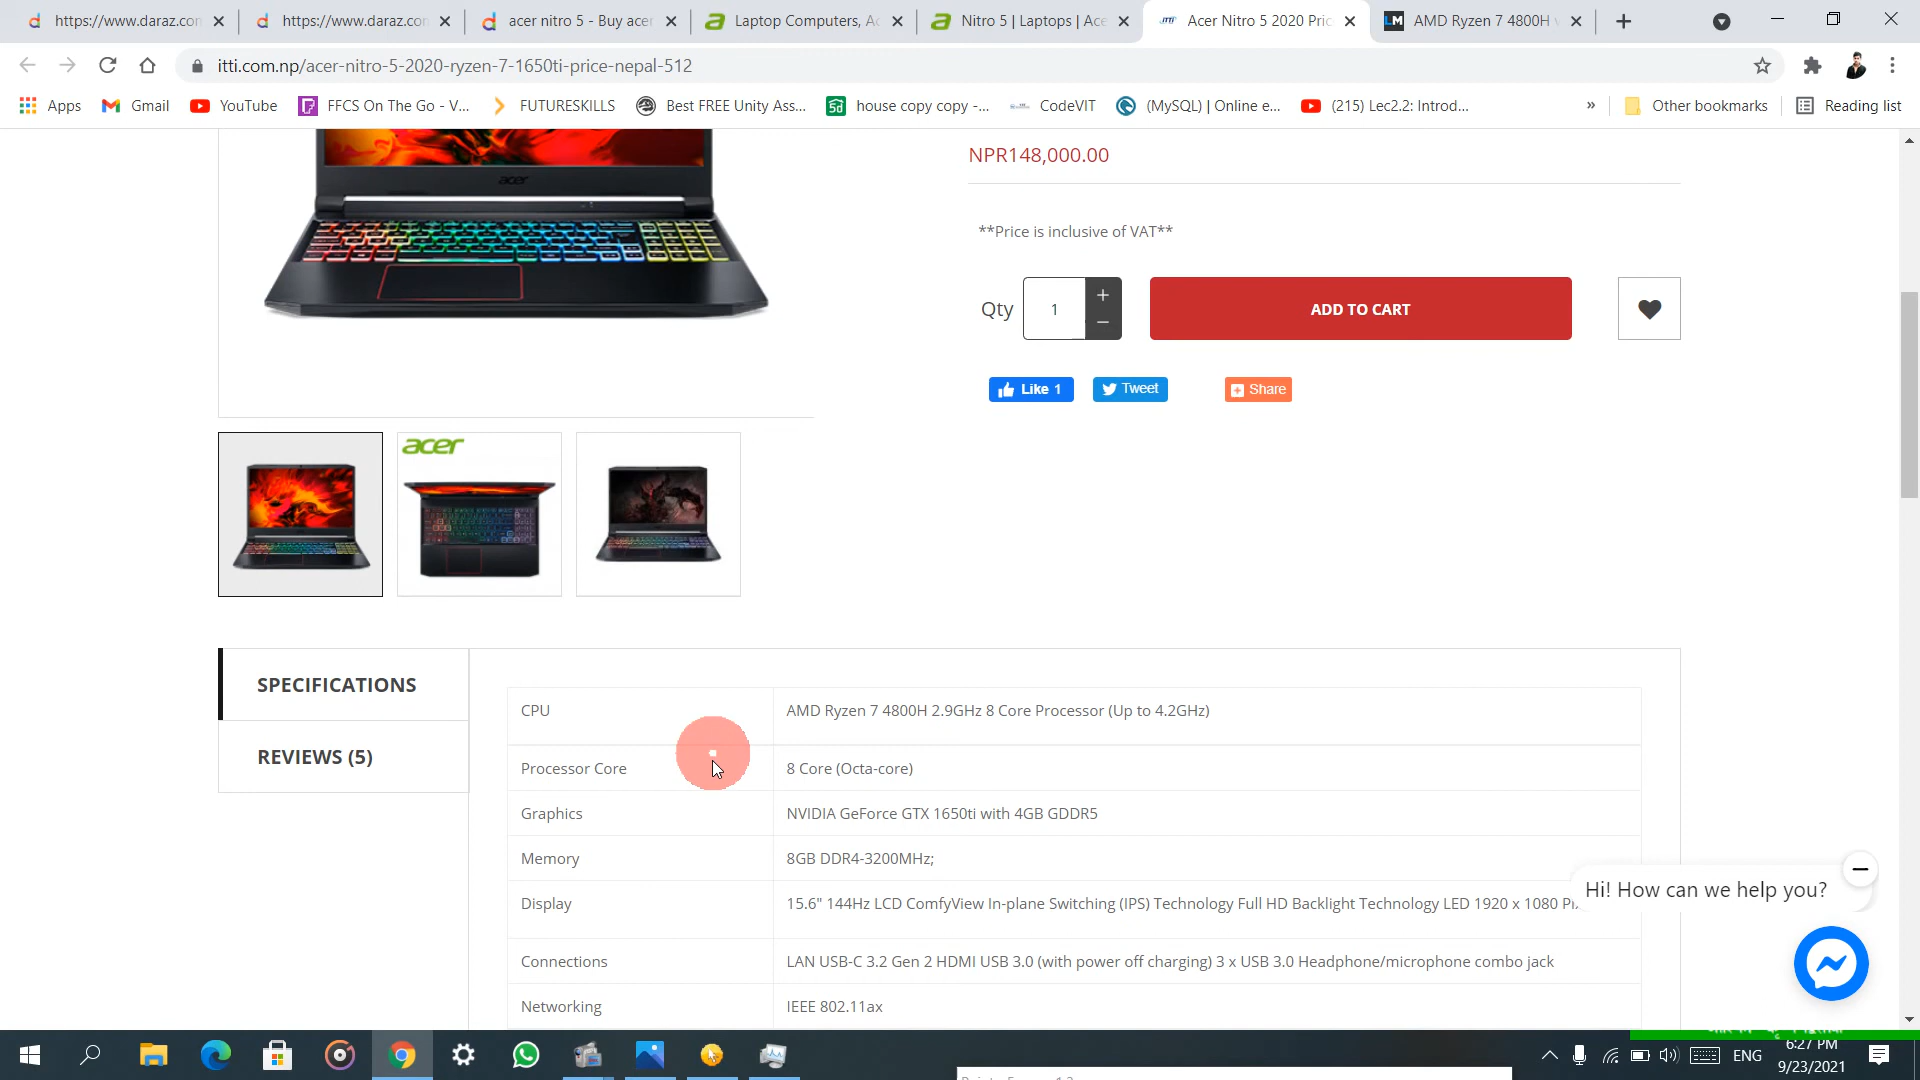 https://www.daraz.con
https://www.daraz.con
acer nitro 5 - Buy acer
Laptop Computers, Ac
Nitro 5 | Laptops | Ace
Acer Nitro 5 2020 Pric
LM AMD Ryzen 7 4800H v
itti.com.np/acer-nitro-5-2020-ryzen-7-1650ti-price-nepal-512
Apps
Gmail
YouTube
FFCS On The Go - V...
FUTURESKILLS
Best FREE Unity Ass...
house copy copy -...
CodeVIT
(MySQL) | Online e...
(215) Lec2.2: Introd...
»
Other bookmarks
Reading list
acer
NPR148,000.00
**Price is inclusive of VAT**
Qty 1 + −
ADD TO CART
Like 1
Tweet
Share
acer
SPECIFICATIONS
REVIEWS (5)
CPU AMD Ryzen 7 4800H 2.9GHz 8 Core Processor (Up to 4.2GHz)
Processor Core 8 Core (Octa-core)
Graphics NVIDIA GeForce GTX 1650ti with 4GB GDDR5
Memory 8GB DDR4-3200MHz;
Display 15.6" 144Hz LCD ComfyView In-plane Switching (IPS) Technology Full HD Backlight Technology LED 1920 x 1080 Pi
Connections LAN USB-C 3.2 Gen 2 HDMI USB 3.0 (with power off charging) 3 x USB 3.0 Headphone/microphone combo jack
Networking IEEE 802.11ax
Hi! How can we help you?
ENG
6:27 PM
9/23/2021